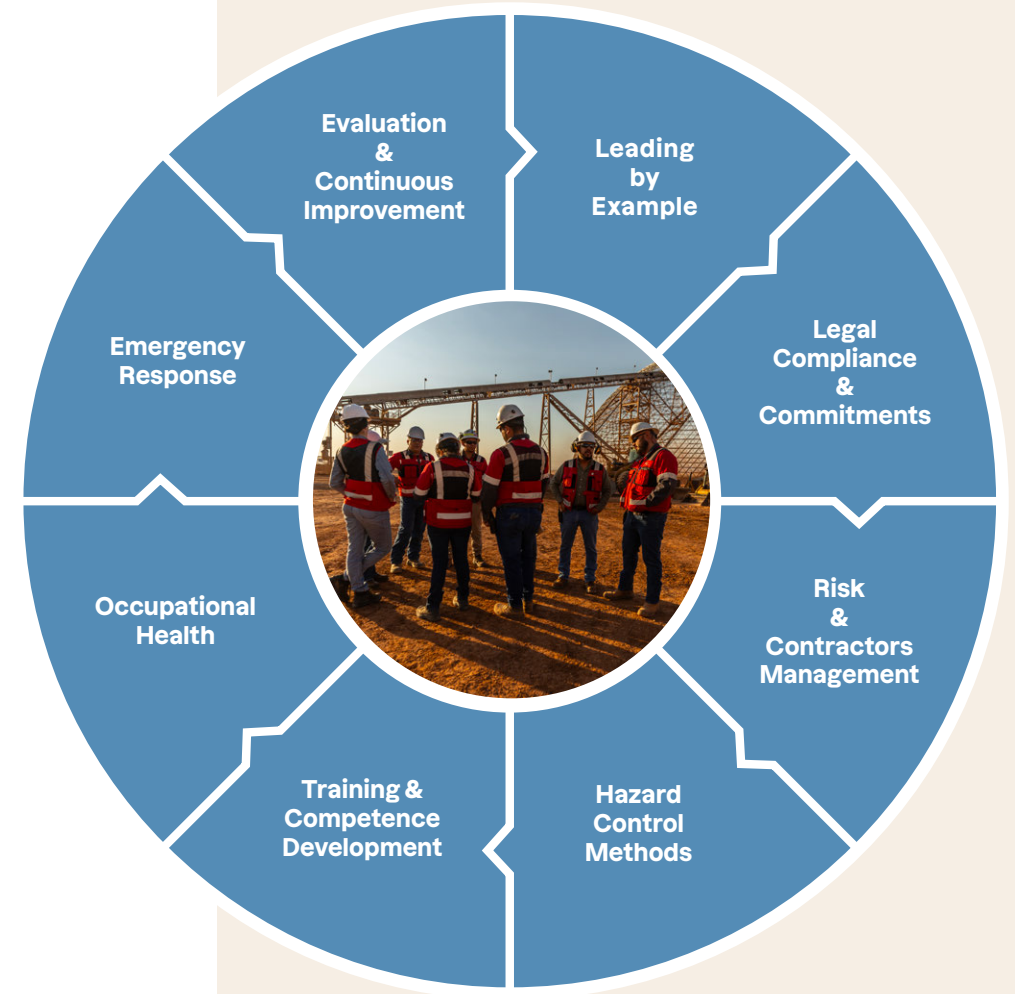 Evaluation
&
Continuous
Improvement
Leading
by
Example
Legal
Compliance
&
Commitments
Risk
&
Contractors
Management
Hazard
Control
Methods
Training &
Competence
Development
Occupational
Health
Emergency
Response